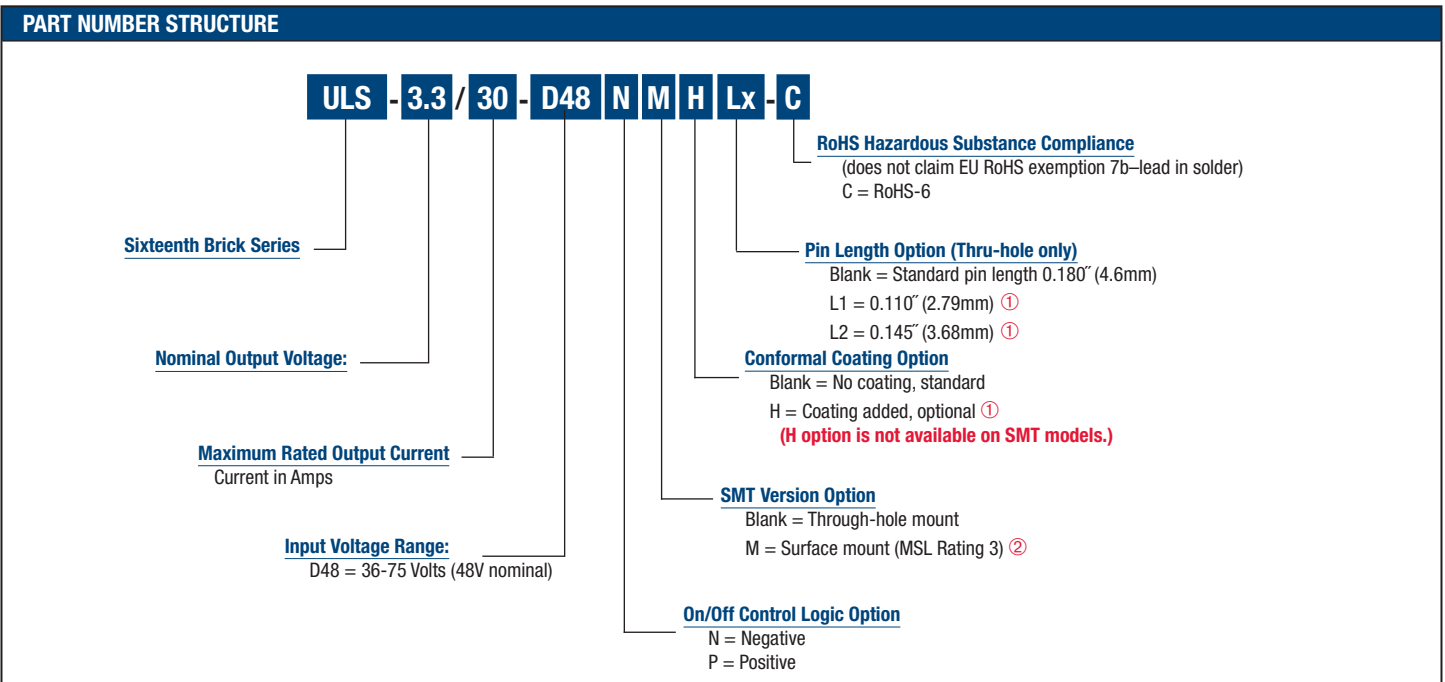 PART NUMBER STRUCTURE
ULS - 3.3 / 30 - D48 N M H Lx - C
RoHS Hazardous Substance Compliance
(does not claim EU RoHS exemption 7b–lead in solder)
C = RoHS-6
Sixteenth Brick Series
Pin Length Option (Thru-hole only)
Blank = Standard pin length 0.180˝ (4.6mm)
L1 = 0.110˝ (2.79mm) ①
L2 = 0.145˝ (3.68mm) ①
Nominal Output Voltage:
Conformal Coating Option
Blank = No coating, standard
H = Coating added, optional ①
(H option is not available on SMT models.)
Maximum Rated Output Current
Current in Amps
SMT Version Option
Blank = Through-hole mount
M = Surface mount (MSL Rating 3) ②
Input Voltage Range:
D48 = 36-75 Volts (48V nominal)
On/Off Control Logic Option
N = Negative
P = Positive